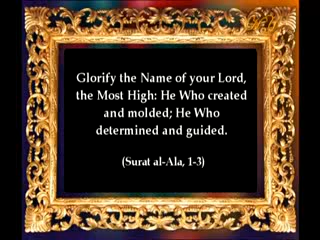 Glorify the Name of your Lord,
the Most High: He Who created
and molded; He Who
determined and guided.
(Surat al-Ala, 1-3)